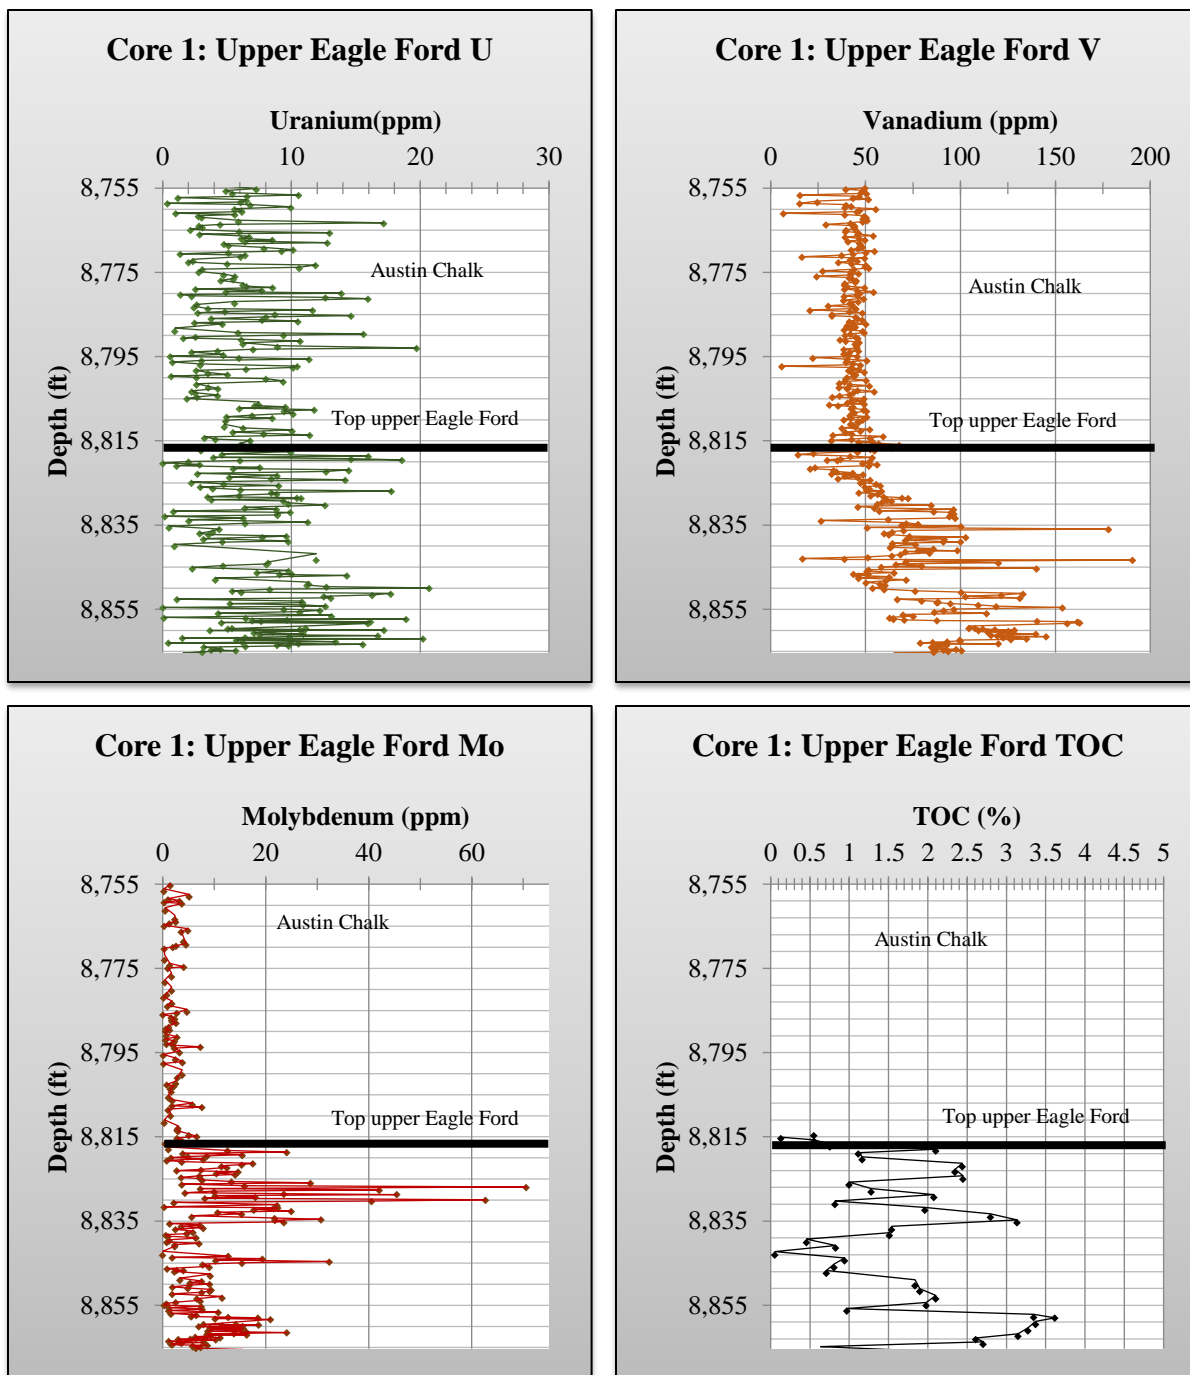 Core 1: Upper Eagle Ford U
Uranium(ppm)
0 10 20 30
8,755
8,775
8,795
8,815
8,835
8,855
Depth (ft)
Austin Chalk
Top upper Eagle Ford
Core 1: Upper Eagle Ford V
Vanadium (ppm)
0 50 100 150 200
8,755
8,775
8,795
8,815
8,835
8,855
Depth (ft)
Austin Chalk
Top upper Eagle Ford
Core 1: Upper Eagle Ford Mo
Molybdenum (ppm)
0 20 40 60
8,755
8,775
8,795
8,815
8,835
8,855
Depth (ft)
Austin Chalk
Top upper Eagle Ford
Core 1: Upper Eagle Ford TOC
TOC (%)
0 0.5 1 1.5 2 2.5 3 3.5 4 4.5 5
8,755
8,775
8,795
8,815
8,835
8,855
Depth (ft)
Austin Chalk
Top upper Eagle Ford